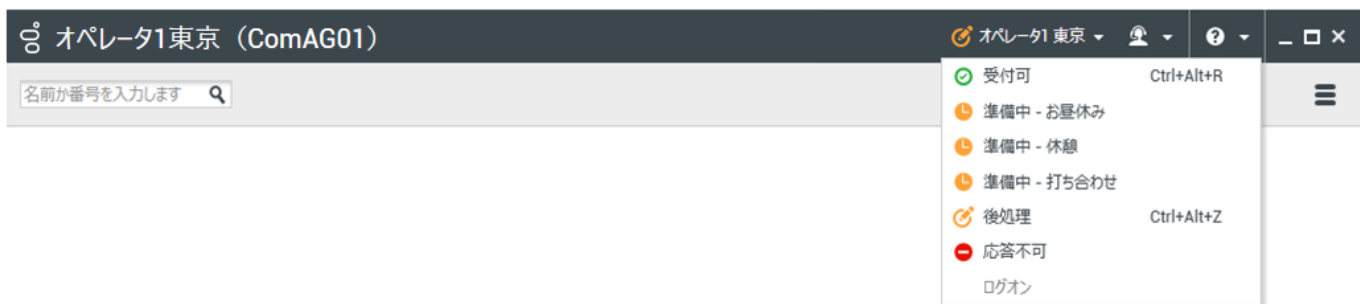 オペレータ1東京（ComAG01）
オペレータ1 東京
名前か番号を入力します
受付可 Ctrl+Alt+R
準備中 - お昼休み
準備中 - 休憩
準備中 - 打ち合わせ
後処理 Ctrl+Alt+Z
応答不可
ログオン